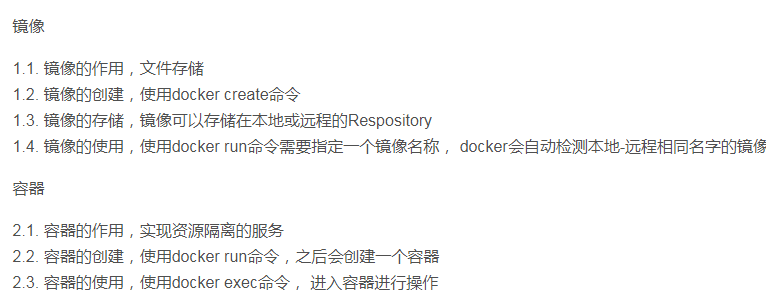 镜像
1.1. 镜像的作用，文件存储
1.2. 镜像的创建，使用docker create命令
1.3. 镜像的存储，镜像可以存储在本地或远程的Respository
1.4. 镜像的使用，使用docker run命令需要指定一个镜像名称， docker会自动检测本地-远程相同名字的镜像
容器
2.1. 容器的作用，实现资源隔离的服务
2.2. 容器的创建，使用docker run命令，之后会创建一个容器
2.3. 容器的使用，使用docker exec命令， 进入容器进行操作